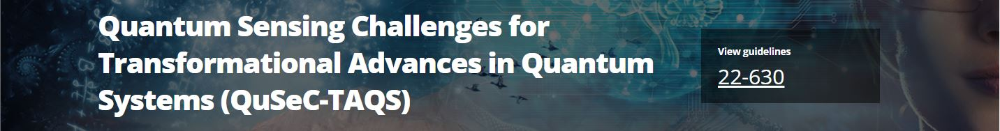 Quantum Sensing Challenges for
Transformational Advances in Quantum
Systems (QuSeC-TAQS)
View guidelines
22-630